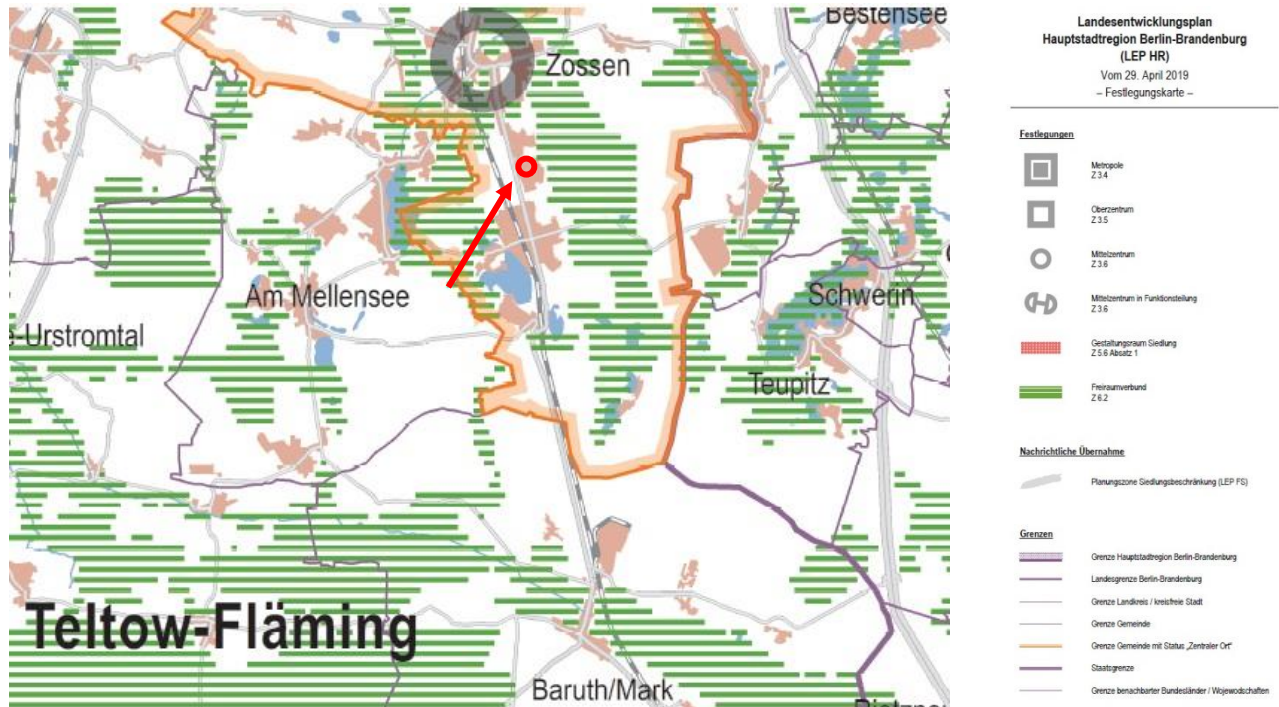 Bestensee
Zossen
Am Mellensee
Schwerin
e-Urstromtal
Teupitz
Teltow-Fläming
Baruth/Mark
Landesentwicklungsplan
Hauptstadtregion Berlin-Brandenburg
(LEP HR)
Vom 29. April 2019
– Festlegungskarte –
Festlegungen
Metropole
Z 3.4
Oberzentrum
Z 3.5
Mittelzentrum
Z 3.6
Mittelzentrum in Funktionsteilung
Z 3.6
Gestaltungsraum Siedlung
Z 5.6 Absatz 1
Freiraumverbund
Z 6.2
Nachrichtliche Übernahme
Planungszone Siedlungsbeschränkung (LEP FS)
Grenzen
Grenze Hauptstadtregion Berlin-Brandenburg
Landesgrenze Berlin-Brandenburg
Grenze Landkreis / kreisfreie Stadt
Grenze Gemeinde
Grenze Gemeinde mit Status „Zentraler Ort"
Staatsgrenze
Grenze benachbarter Bundesländer / Wojewodschaften